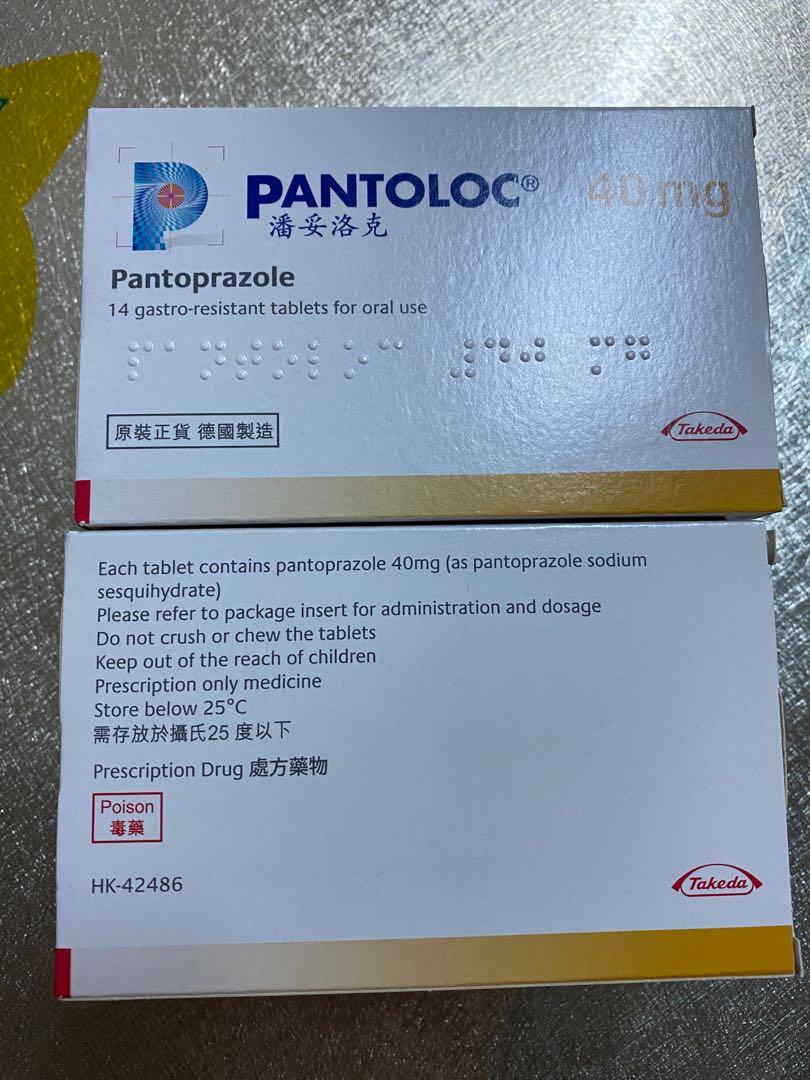 PANTOLOC® 40 mg
潘妥洛克
Pantoprazole
14 gastro-resistant tablets for oral use
原裝正貨 德國製造
Takeda
Each tablet contains pantoprazole 40mg (as pantoprazole sodium
sesquihydrate)
Please refer to package insert for administration and dosage
Do not crush or chew the tablets
Keep out of the reach of children
Prescription only medicine
Store below 25°C
需存放於攝氏25 度以下
Prescription Drug 處方藥物
Poison
毒藥
HK-42486
Takeda